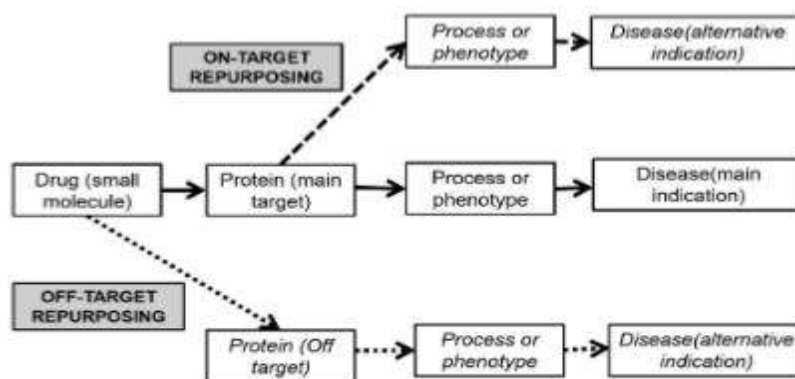 ON-TARGET
REPURPOSING
Process or
phenotype
Disease(alternative
indication)
Drug (small
molecule)
Protein (main
target}
Process or
phenotype
Disease(main
indication)
OFF-TARGET
REPURPOSING
Protein (Off
target)
Process or
phenotype
Disease(alternative
indication)